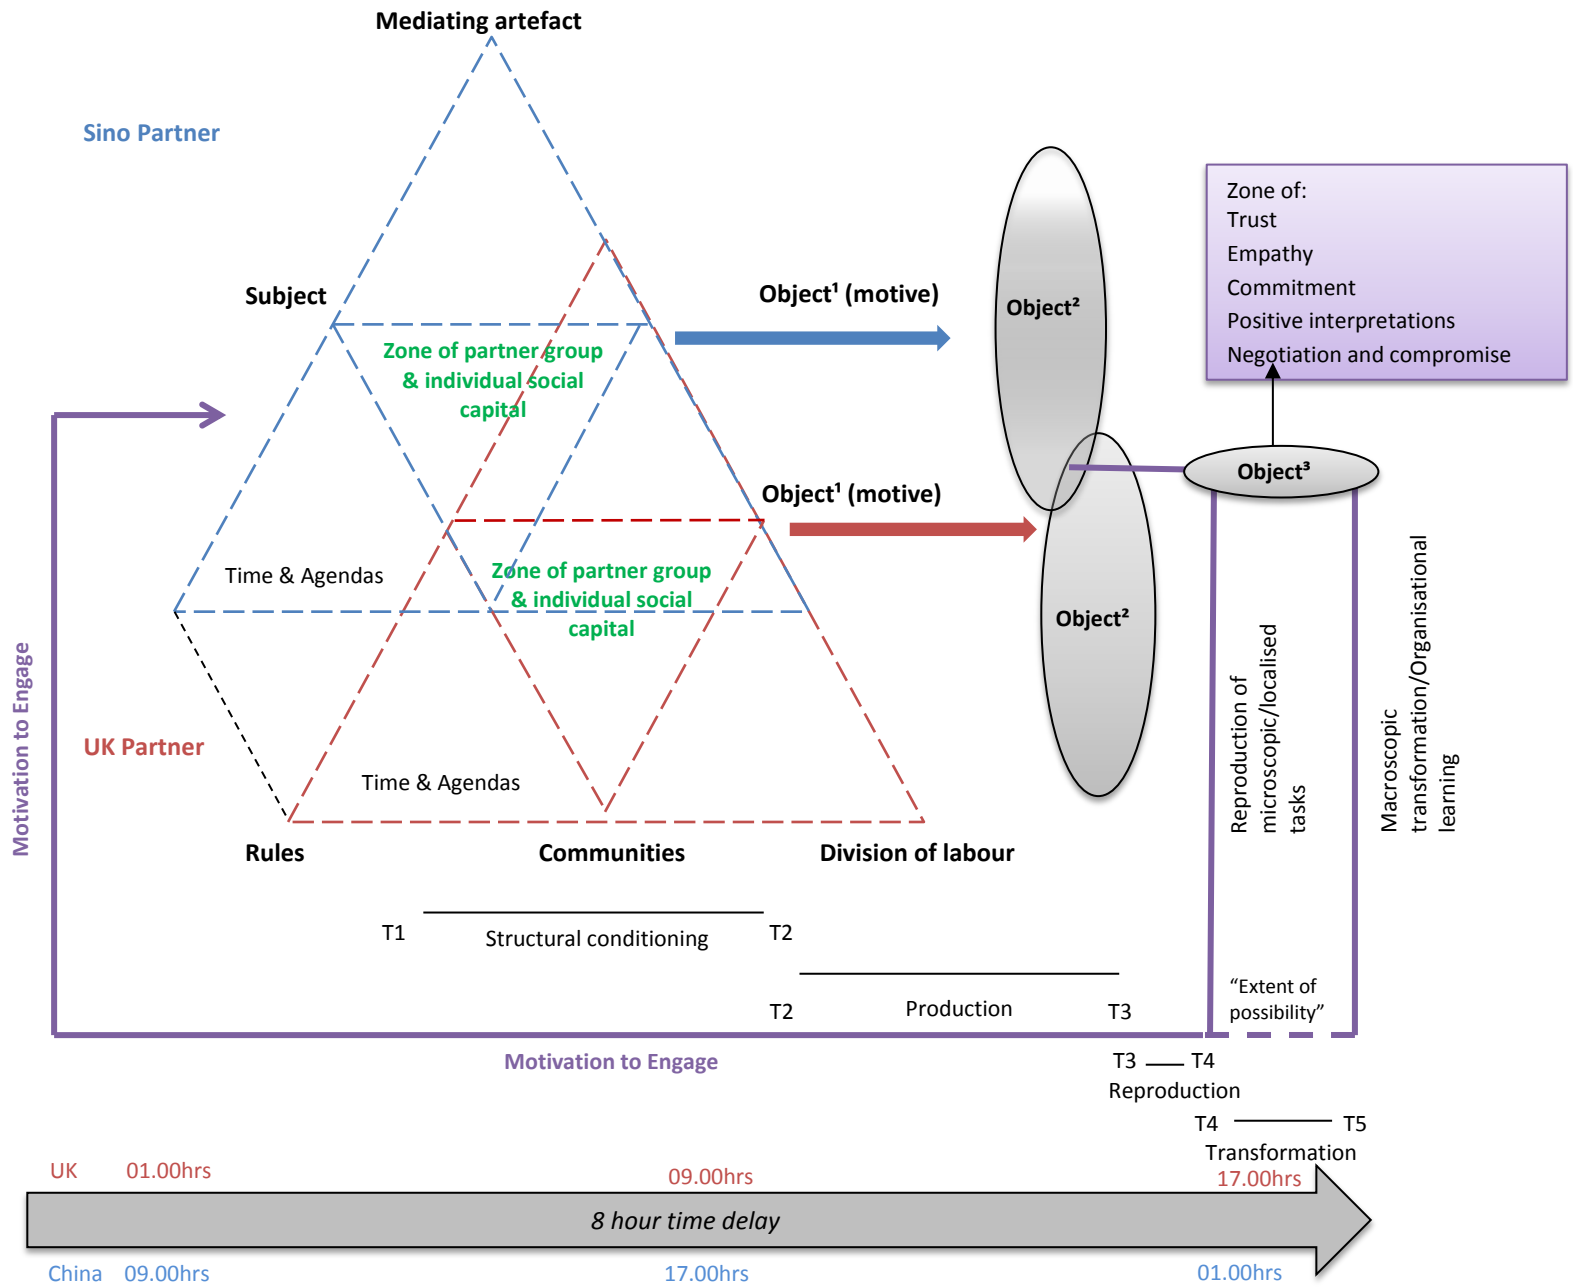 Mediating artefact
Sino Partner
Subject
Object¹ (motive)
Object²
Zone of:
Trust
Empathy
Commitment
Positive interpretations
Negotiation and compromise
Zone of partner group
& individual social
capital
Object¹ (motive)
Object³
Time & Agendas
Zone of partner group
& individual social
capital
Object²
Motivation to Engage
UK Partner
Time & Agendas
Reproduction of
microscopic/localised
tasks
Macroscopic
transformation/Organisational
learning
Rules
Communities
Division of labour
T1
Structural conditioning
T2
T2
Production
T3
“Extent of
possibility”
Motivation to Engage
T3
T4
Reproduction
T4
T5
Transformation
UK
01.00hrs
09.00hrs
17.00hrs
8 hour time delay
China
09.00hrs
17.00hrs
01.00hrs